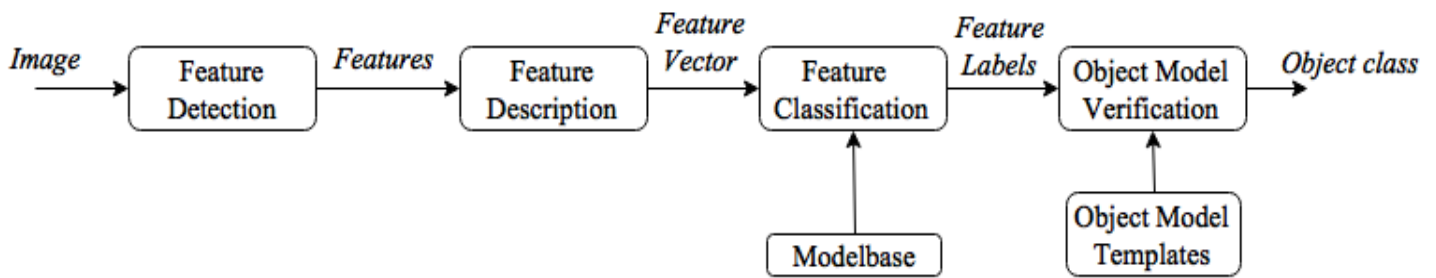 Image
Feature
Detection
Features
Feature
Description
Feature
Vector
Feature
Classification
Feature
Labels
Object Model
Verification
Object class
Modelbase
Object Model
Templates